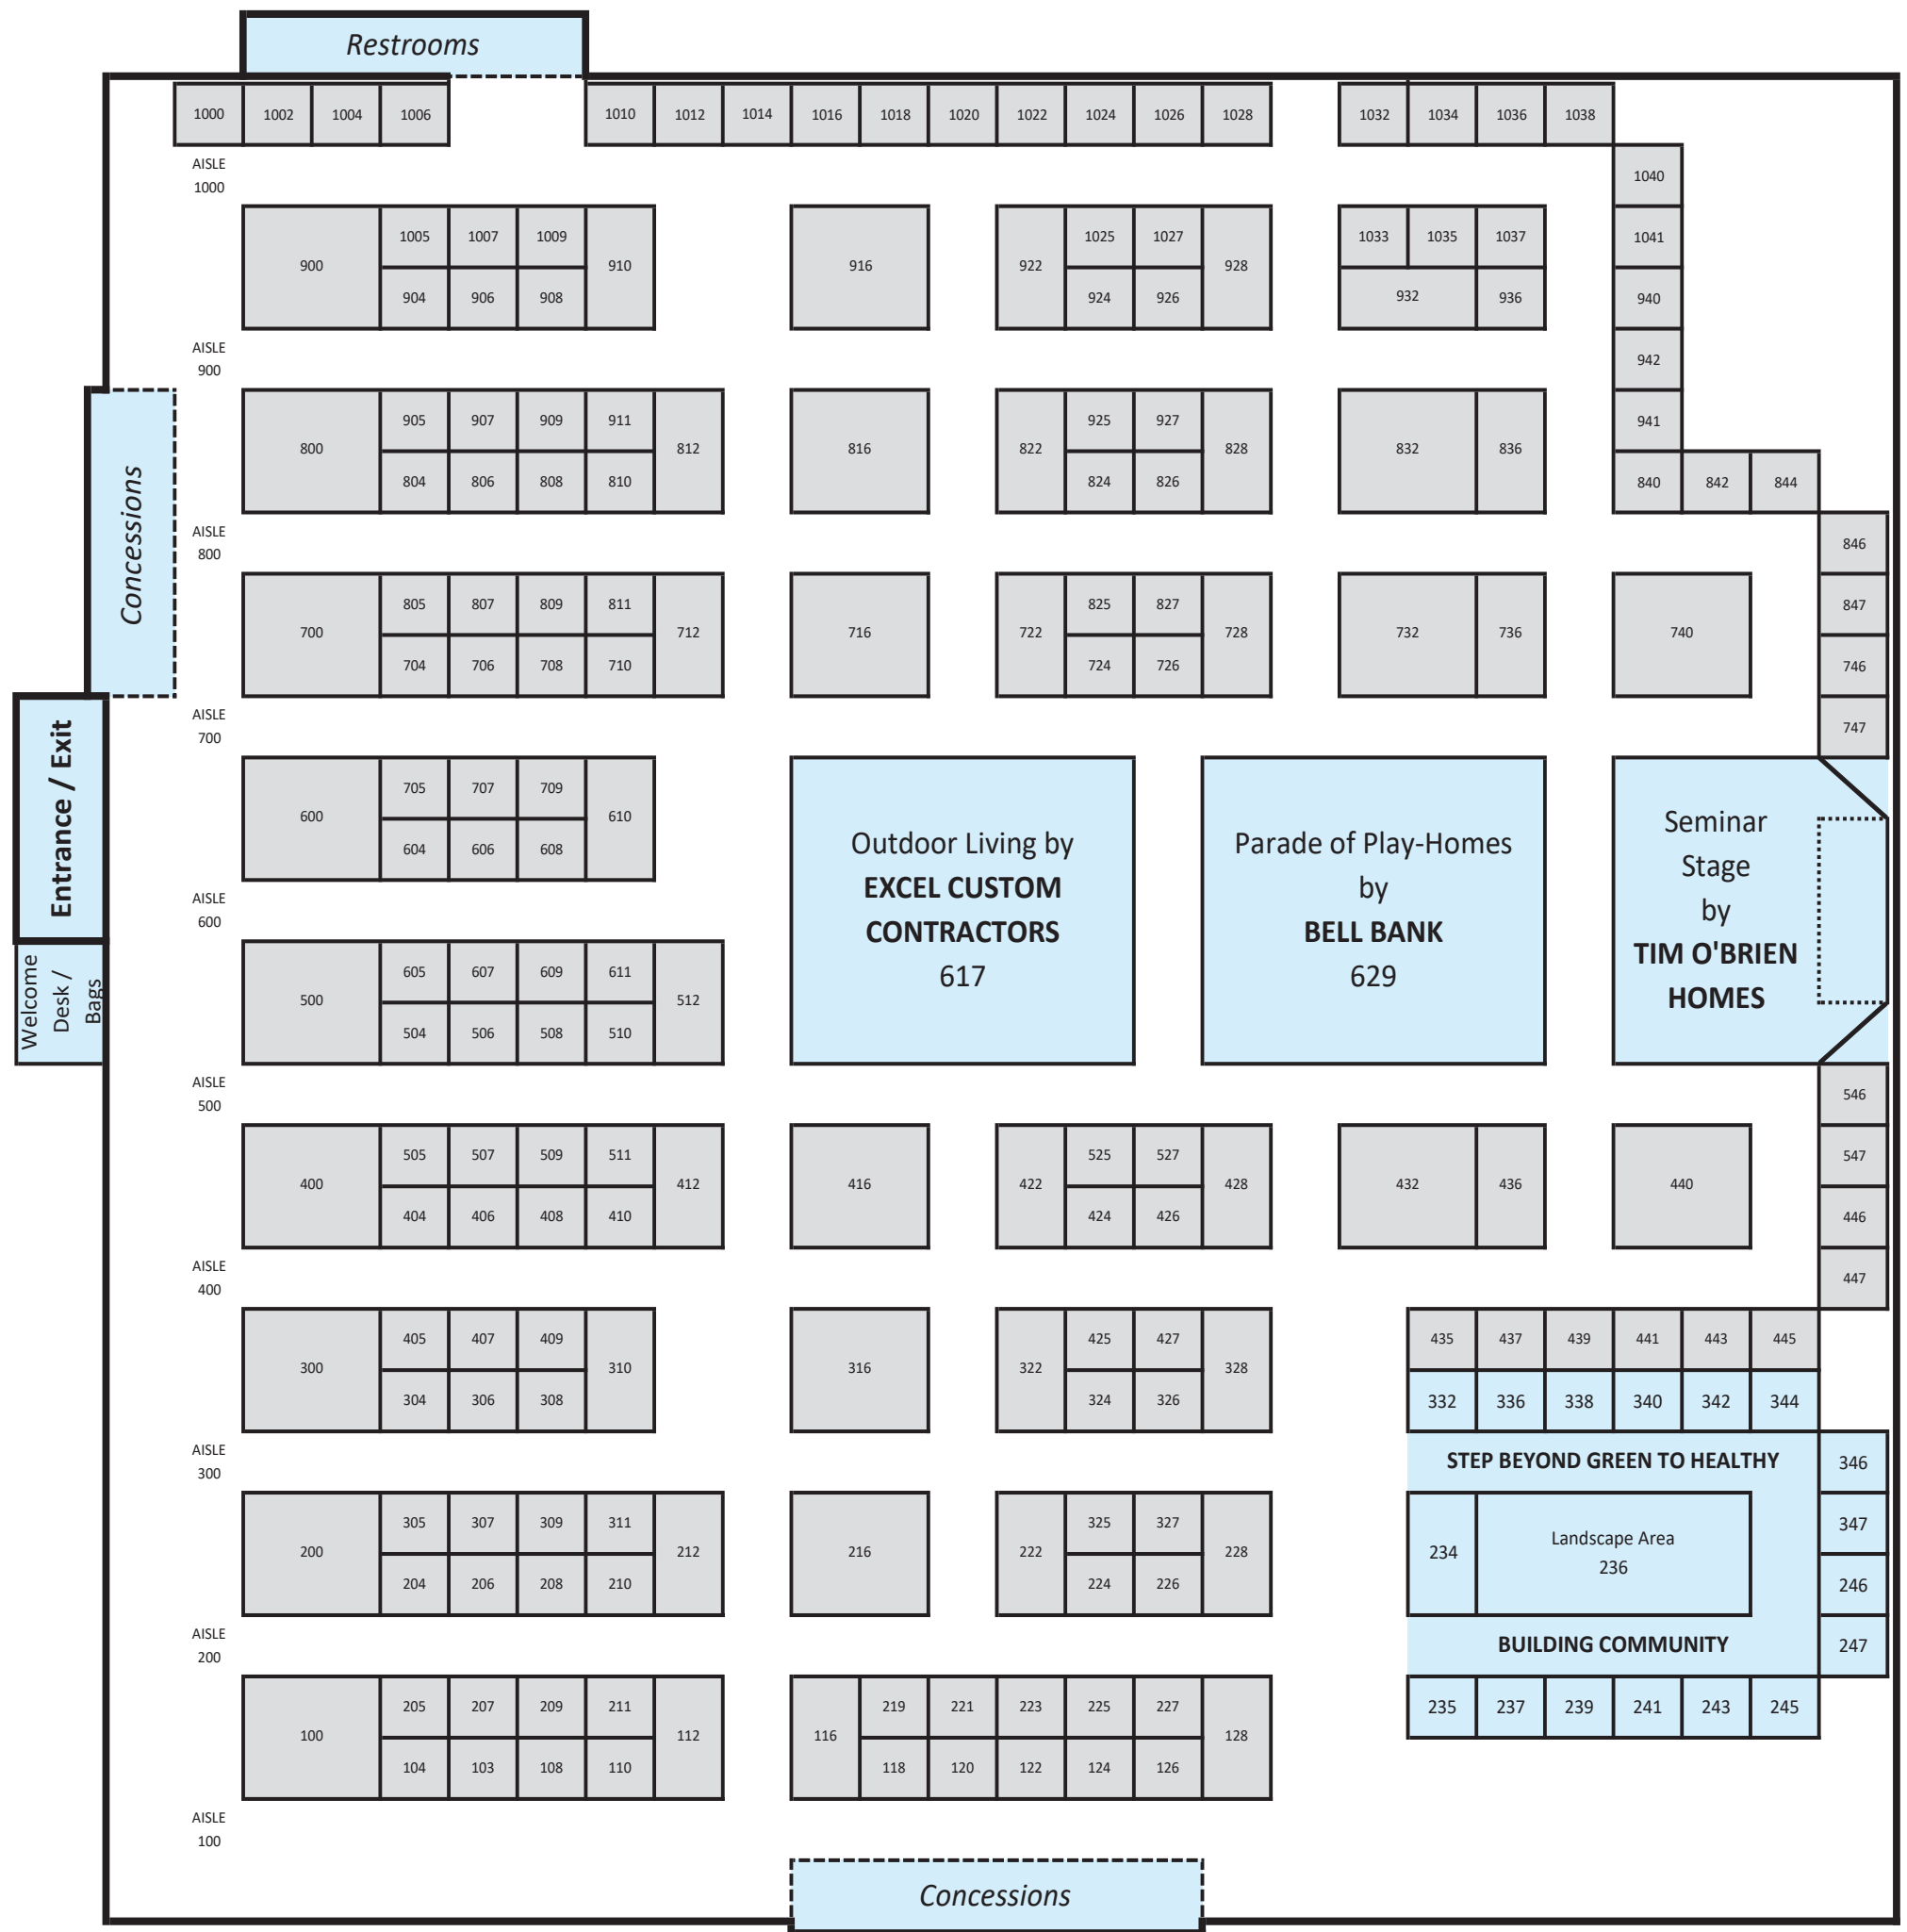 Restrooms
1000 1002 1004 1006 1010 1012 1014 1016 1018 1020 1022 1024 1026 1028 1032 1034 1036 1038
AISLE
1000
1040
1005 1007 1009 1025 1027 1033 1035 1037 1041
900 910 916 922 928
904 906 908 924 926 932 936 940
AISLE
900
942
905 907 909 911 925 927 941
800 812 816 822 828 832 836
804 806 808 810 824 826 840 842 844
Concessions
AISLE
800
846
805 807 809 811 825 827 847
700 712 716 722 728 732 736 740
704 706 708 710 724 726 746
AISLE
700
747
Entrance / Exit
705 707 709
600 610
604 606 608
Outdoor Living by
EXCEL CUSTOM
CONTRACTORS
617
Parade of Play-Homes
by
BELL BANK
629
Seminar
Stage
by
TIM O'BRIEN
HOMES
AISLE
600
Welcome
Desk /
Bags
605 607 609 611
500 512
504 506 508 510
AISLE
500
546
505 507 509 511 525 527 547
400 412 416 422 428 432 436 440
404 406 408 410 424 426 446
AISLE
400
447
405 407 409 425 427 435 437 439 441 443 445
300 310 316 322 328
304 306 308 324 326 332 336 338 340 342 344
AISLE
300
STEP BEYOND GREEN TO HEALTHY 346
305 307 309 311 325 327 347
200 212 216 222 228 234
Landscape Area
236
204 206 208 210 224 226 246
AISLE
200
BUILDING COMMUNITY 247
205 207 209 211 219 221 223 225 227 235 237 239 241 243 245
100 112 116 128
104 103 108 110 118 120 122 124 126
AISLE
100
Concessions